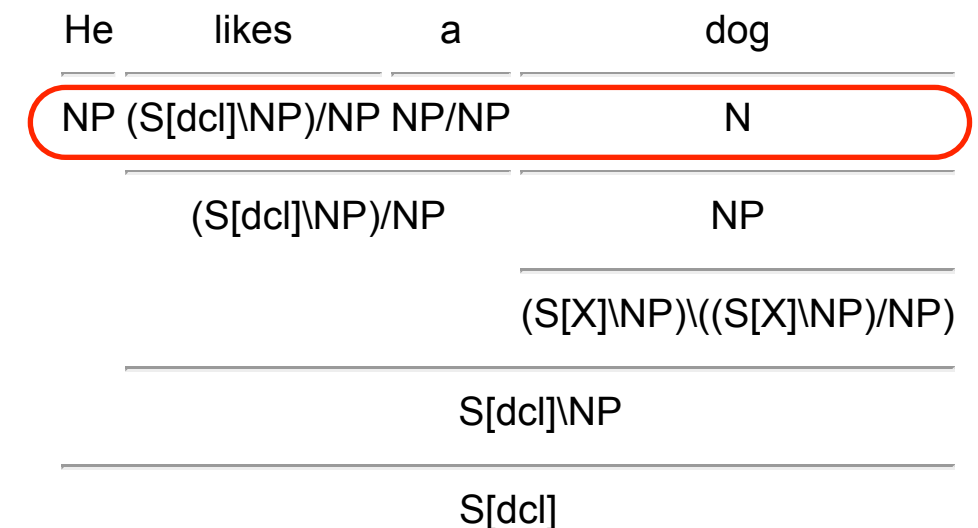 He likes a dog
NP (S[dcl]\NP)/NP NP/NP N
(S[dcl]\NP)/NP NP
(S[X]\NP)\((S[X]\NP)/NP)
S[dcl]\NP
S[dcl]